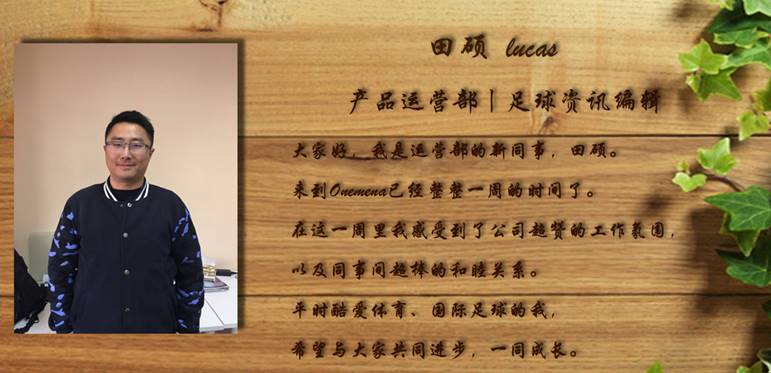 田硕 lucas
产品运营部|足球资讯编辑
大家好，我是运营部的新同事，田硕。
来到Onemena已经整整一周的时间了。
在这一周里我感受到了公司超赞的工作氛围，
以及同事间超棒的和睦关系。
平时酷爱体育、国际足球的我，
希望与大家共同进步，一同成长。